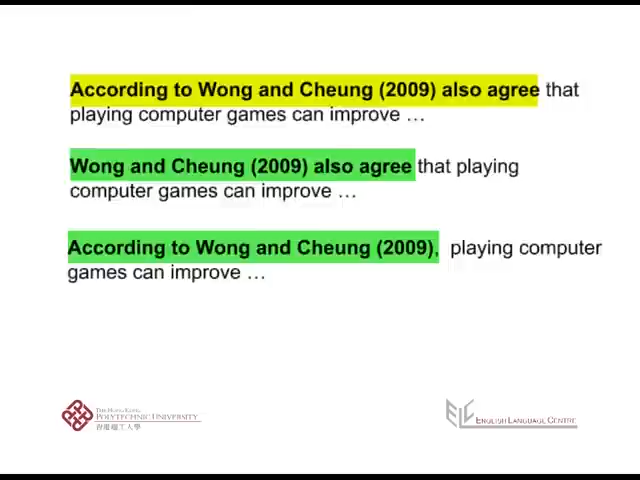 According to Wong and Cheung (2009) also agree that
playing computer games can improve …
Wong and Cheung (2009) also agree that playing
computer games can improve …
According to Wong and Cheung (2009), playing computer
games can improve …
THE HONG KONG
POLYTECHNIC UNIVERSITY
香港理工大學
ELC ENGLISH LANGUAGE CENTRE